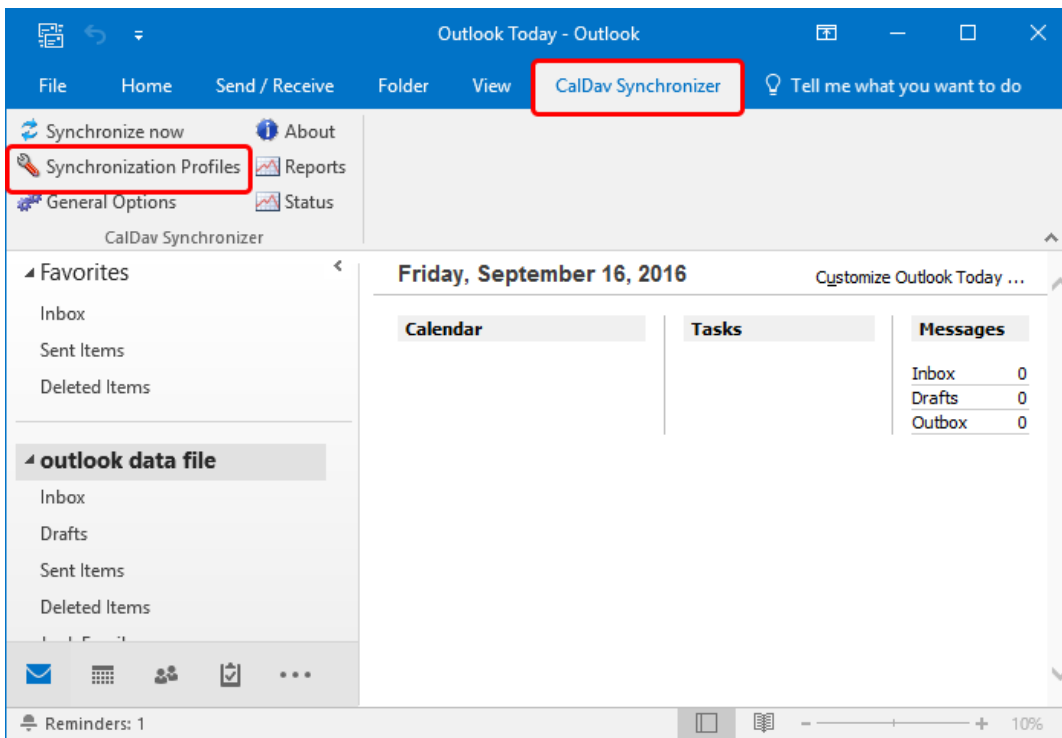 Outlook Today - Outlook
File Home Send / Receive Folder View CalDav Synchronizer Tell me what you want to do
Synchronize now About
Synchronization Profiles Reports
General Options Status
CalDav Synchronizer
Favorites
Inbox
Sent Items
Deleted Items
outlook data file
Inbox
Drafts
Sent Items
Deleted Items
Friday, September 16, 2016 Customize Outlook Today ...
Calendar Tasks Messages
Inbox 0
Drafts 0
Outbox 0
Reminders: 1 10%